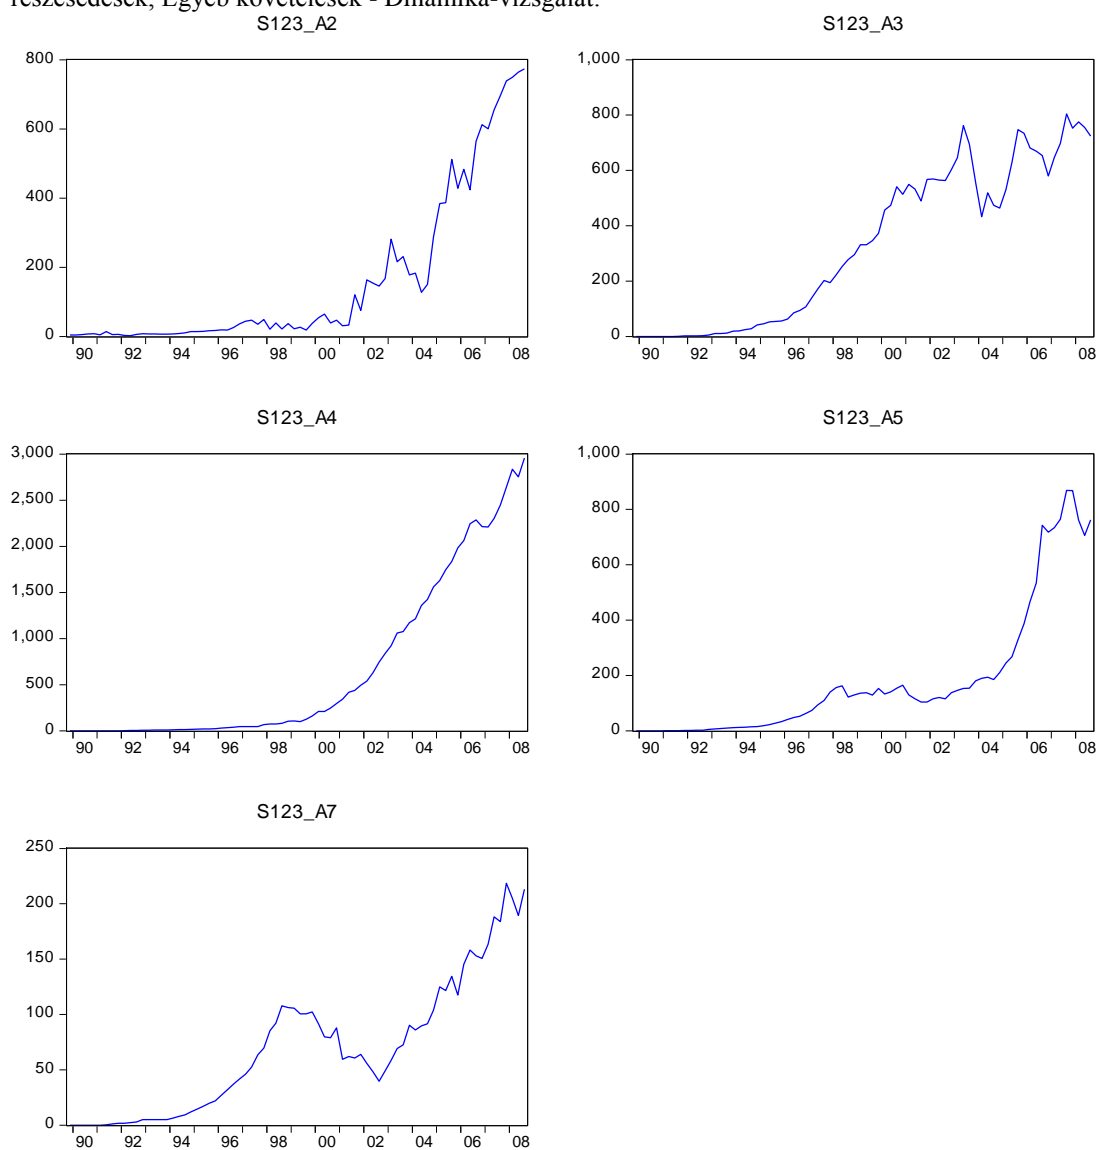 részesedések, Egyéb követelések - Dinamika-vizsgálat.
S123_A2
800
600
400
200
0
90 92 94 96 98 00 02 04 06 08
S123_A3
1,000
800
600
400
200
0
90 92 94 96 98 00 02 04 06 08
S123_A4
3,000
2,500
2,000
1,500
1,000
500
0
90 92 94 96 98 00 02 04 06 08
S123_A5
1,000
800
600
400
200
0
90 92 94 96 98 00 02 04 06 08
S123_A7
250
200
150
100
50
0
90 92 94 96 98 00 02 04 06 08